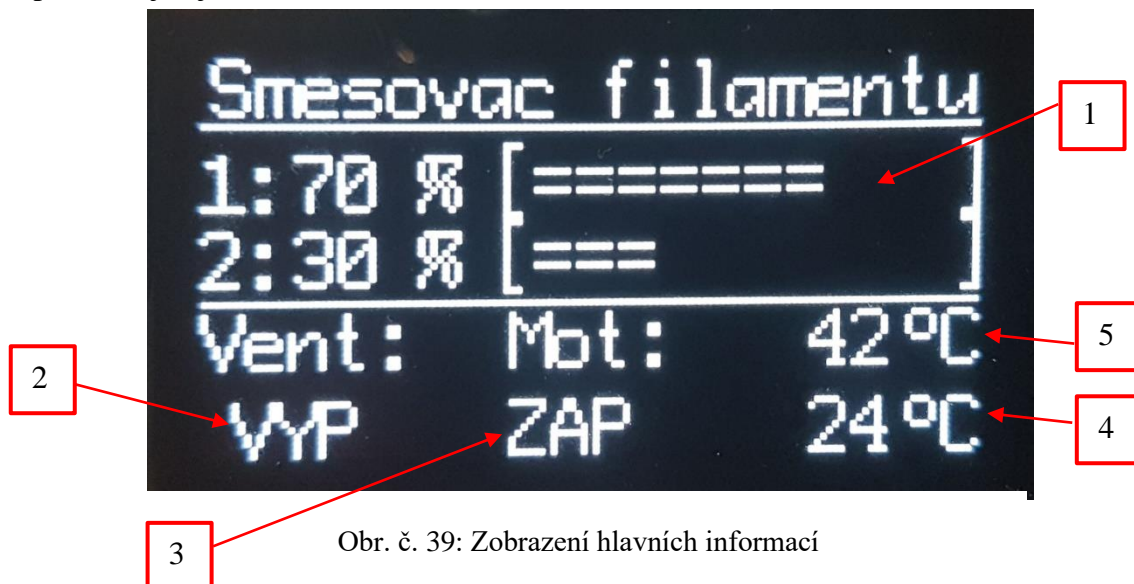 Smesovac filamentu
1:70 % [======= ]
2:30 % [=== ]
Vent: Mot: 42°C
VYP ZAP 24°C
1
2
3
4
5
Obr. č. 39: Zobrazení hlavních informací